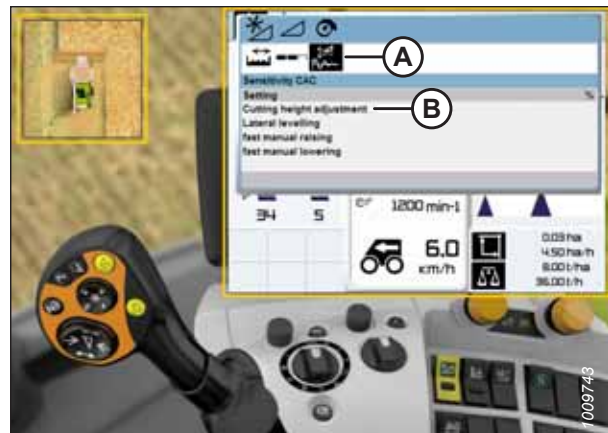 A
Sensitivity CAC
Setting %
Cutting height adjustment
B
Lateral levelling
fast manual raising
fast manual lowering
34 5
1200 min-1
6.0
km/h
0.03 ha
4.50 ha/h
8.00 t/ha
36.00 t/h
1009743